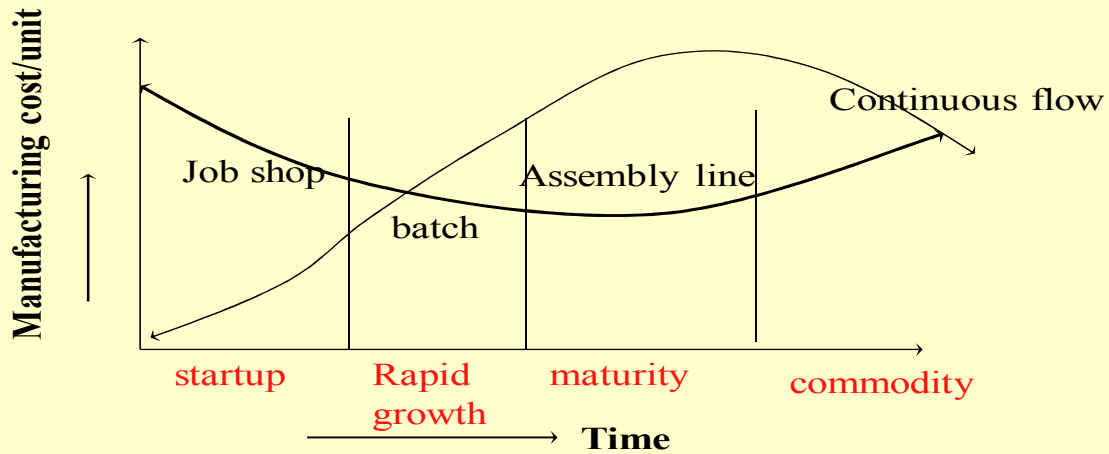 Manufacturing cost/unit
Continuous flow
Job shop
Assembly line
batch
startup
Rapid
growth
maturity
commodity
Time